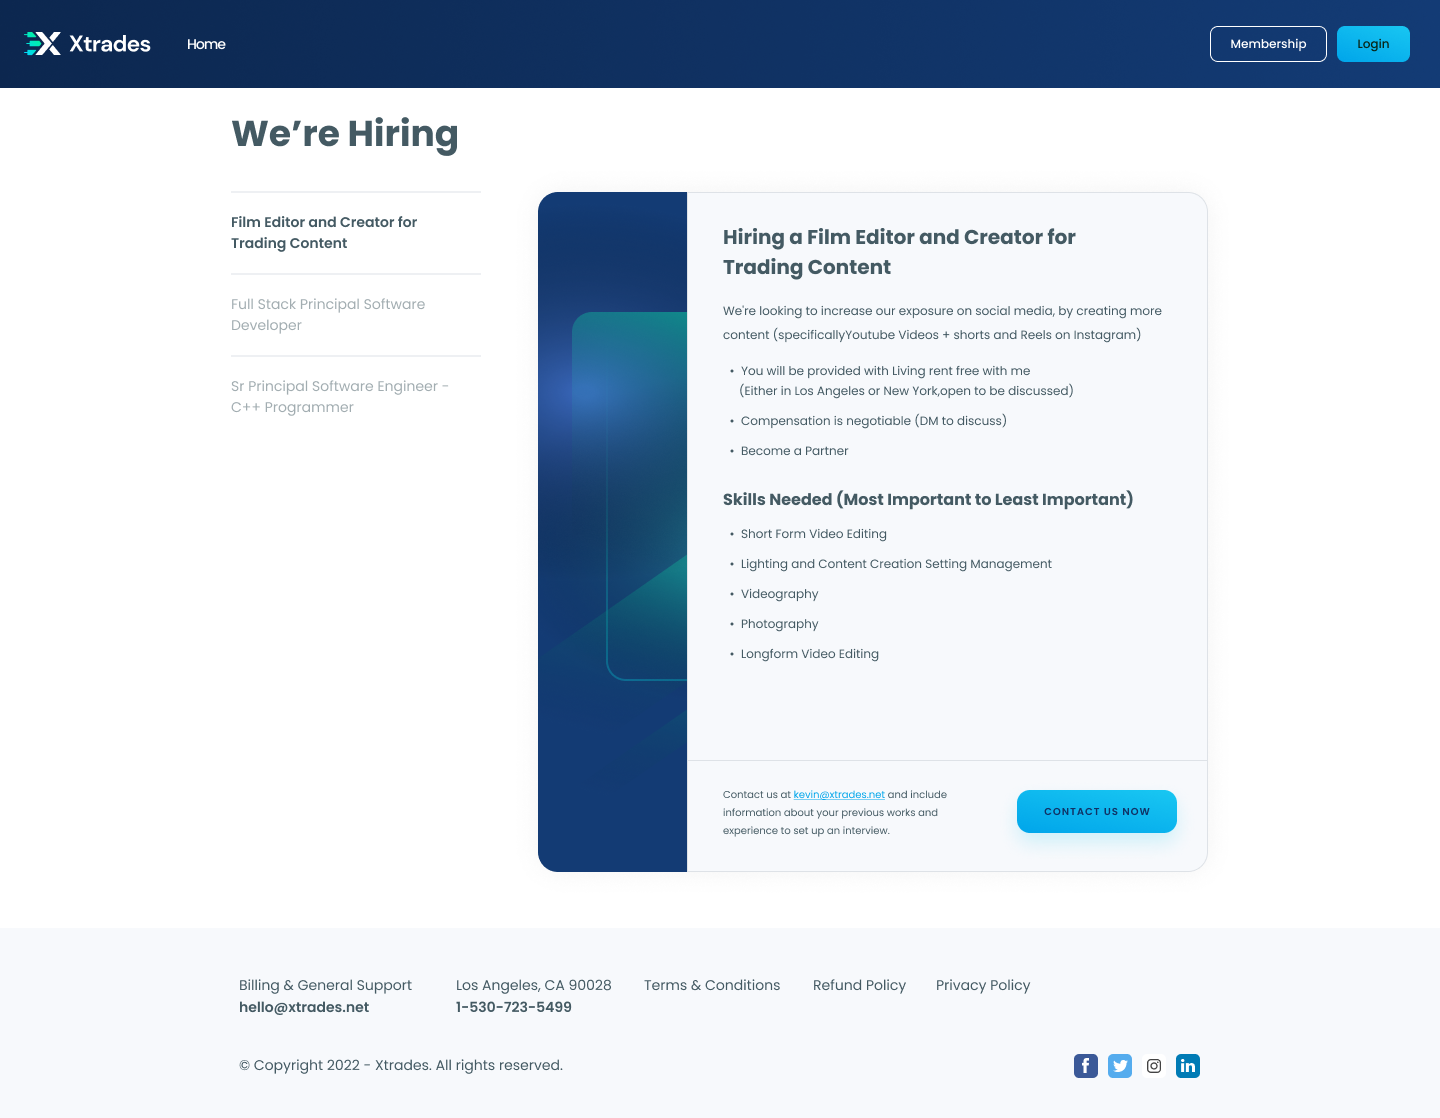 Xtrades
Home
Membership
Login
We’re Hiring
Film Editor and Creator for
Trading Content
Full Stack Principal Software
Developer
Sr Principal Software Engineer -
C++ Programmer
Hiring a Film Editor and Creator for
Trading Content
We're looking to increase our exposure on social media, by creating more
content (specificallyYoutube Videos + shorts and Reels on Instagram)
• You will be provided with Living rent free with me
(Either in Los Angeles or New York,open to be discussed)
• Compensation is negotiable (DM to discuss)
• Become a Partner
Skills Needed (Most Important to Least Important)
• Short Form Video Editing
• Lighting and Content Creation Setting Management
• Videography
• Photography
• Longform Video Editing
Contact us at kevin@xtrades.net and include
information about your previous works and
experience to set up an interview.
CONTACT US NOW
Billing & General Support
hello@xtrades.net
Los Angeles, CA 90028
1-530-723-5499
Terms & Conditions
Refund Policy
Privacy Policy
© Copyright 2022 - Xtrades. All rights reserved.